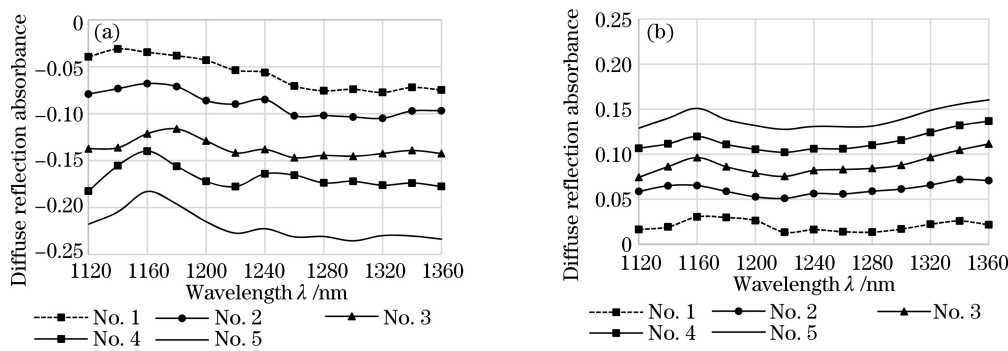 (a)
Diffuse reflection absorbance
0
−0.05
−0.10
−0.15
−0.20
−0.25
1120 1160 1200 1240 1280 1320 1360
Wavelength λ /nm
No. 1 No. 2 No. 3
No. 4 No. 5
(b)
Diffuse reflection absorbance
0.25
0.20
0.15
0.10
0.05
0
1120 1160 1200 1240 1280 1320 1360
Wavelength λ /nm
No. 1 No. 2 No. 3
No. 4 No. 5